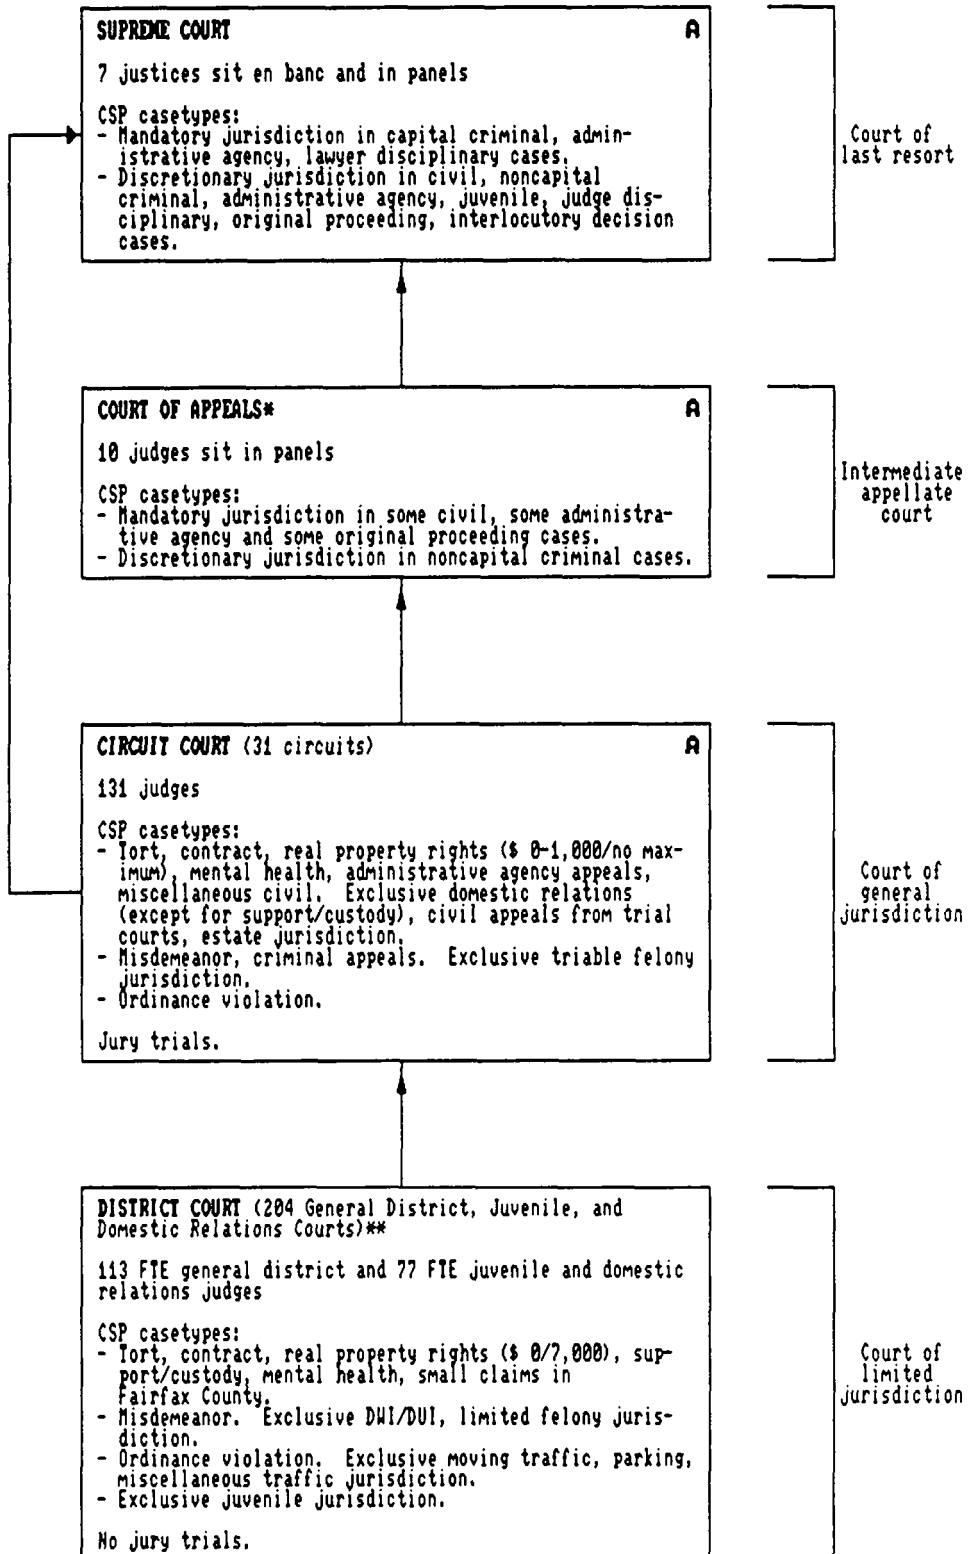 SUPREME COURT A
7 justices sit en banc and in panels
CSP casetypes:
- Mandatory jurisdiction in capital criminal, admin-
istrative agency, lawyer disciplinary cases.
- Discretionary jurisdiction in civil, noncapital
criminal, administrative agency, juvenile, judge dis-
ciplinary, original proceeding, interlocutory decision
cases.
Court of
last resort
COURT OF APPEALS* A
10 judges sit in panels
CSP casetypes:
- Mandatory jurisdiction in some civil, some administra-
tive agency and some original proceeding cases.
- Discretionary jurisdiction in noncapital criminal cases.
Intermediate
appellate
court
CIRCUIT COURT (31 circuits) A
131 judges
CSP casetypes:
- Tort, contract, real property rights ($ 0-1,000/no max-
imum), mental health, administrative agency appeals,
miscellaneous civil. Exclusive domestic relations
(except for support/custody), civil appeals from trial
courts, estate jurisdiction.
- Misdemeanor, criminal appeals. Exclusive triable felony
jurisdiction.
- Ordinance violation.
Jury trials.
Court of
general
jurisdiction
DISTRICT COURT (204 General District, Juvenile, and
Domestic Relations Courts)**
113 FTE general district and 77 FTE juvenile and domestic
relations judges
CSP casetypes:
- Tort, contract, real property rights ($ 0/7,000), sup-
port/custody, mental health, small claims in
Fairfax County.
- Misdemeanor. Exclusive DWI/DUI, limited felony juris-
diction.
- Ordinance violation. Exclusive moving traffic, parking,
miscellaneous traffic jurisdiction.
- Exclusive juvenile jurisdiction.
No jury trials.
Court of
limited
jurisdiction